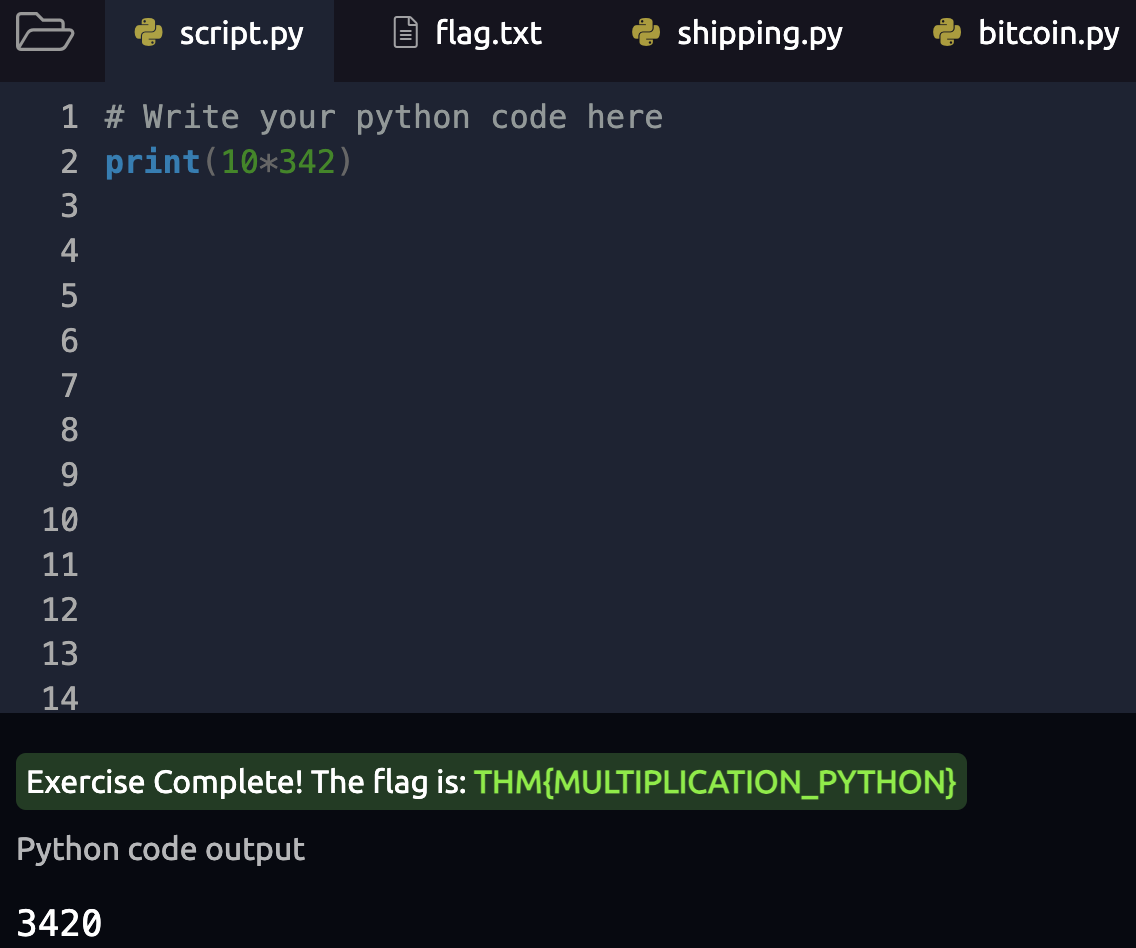 script.py flag.txt shipping.py bitcoin.py
1 # Write your python code here
2 print(10*342)
3
4
5
6
7
8
9
10
11
12
13
14
Exercise Complete! The flag is: THM{MULTIPLICATION_PYTHON}
Python code output
3420